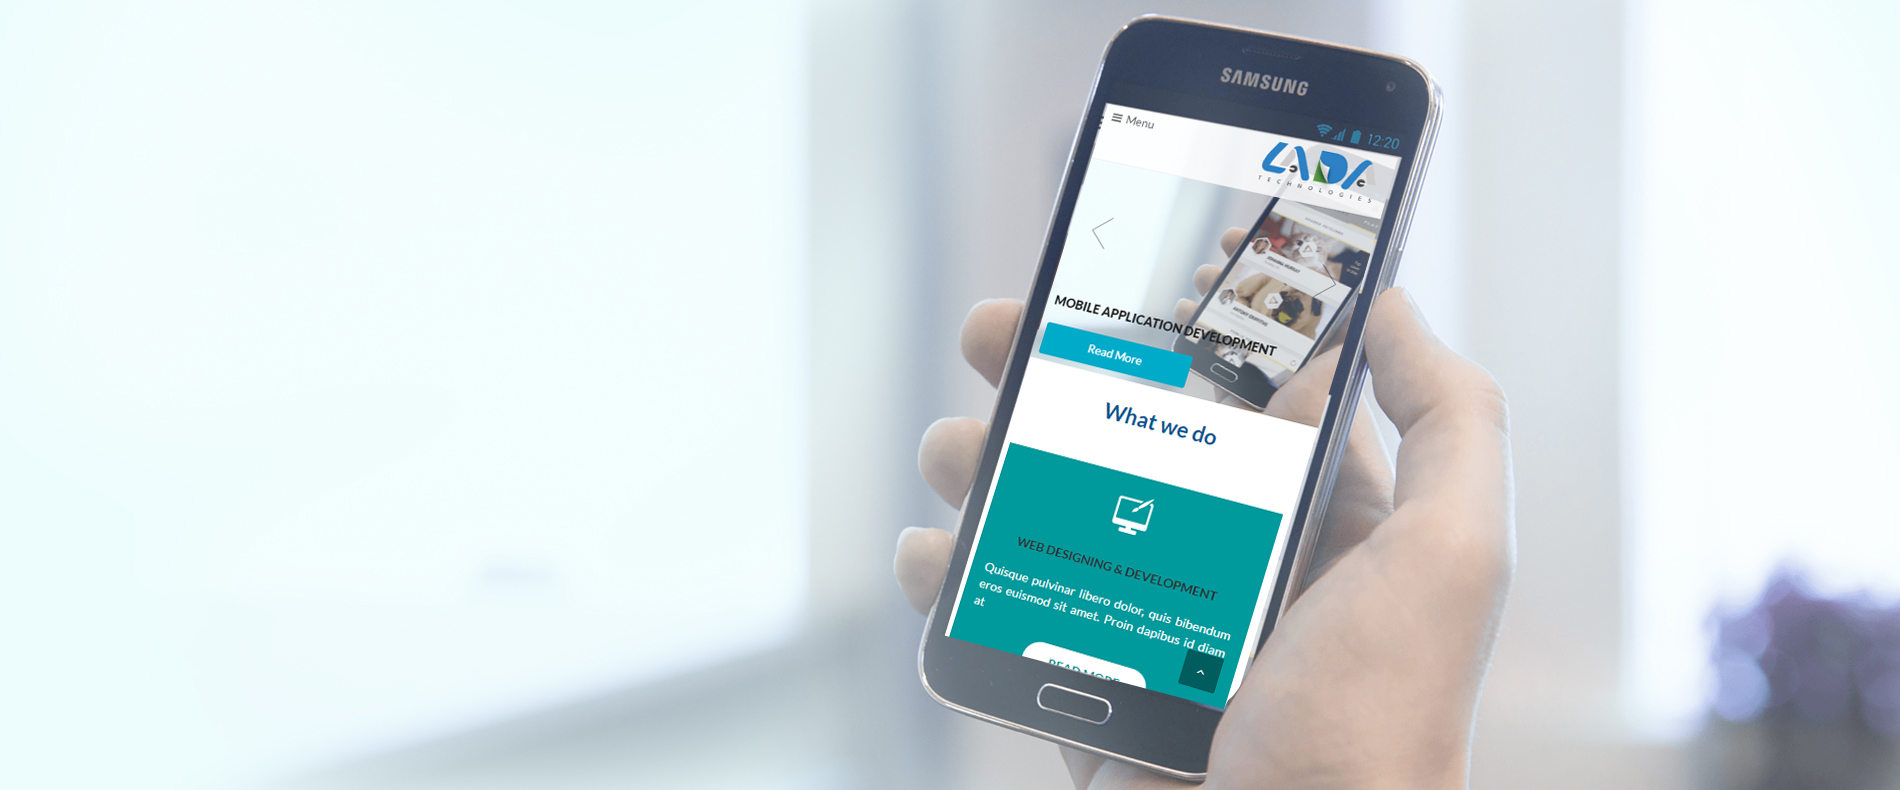 SAMSUNG
12:20
Menu
LADA
TECHNOLOGIES
MOBILE APPLICATION DEVELOPMENT
Read More
What we do
WEB DESIGNING & DEVELOPMENT
Quisque pulvinar libero dolor, quis bibendum
eros euismod sit amet. Proin dapibus id diam
at
READ MORE